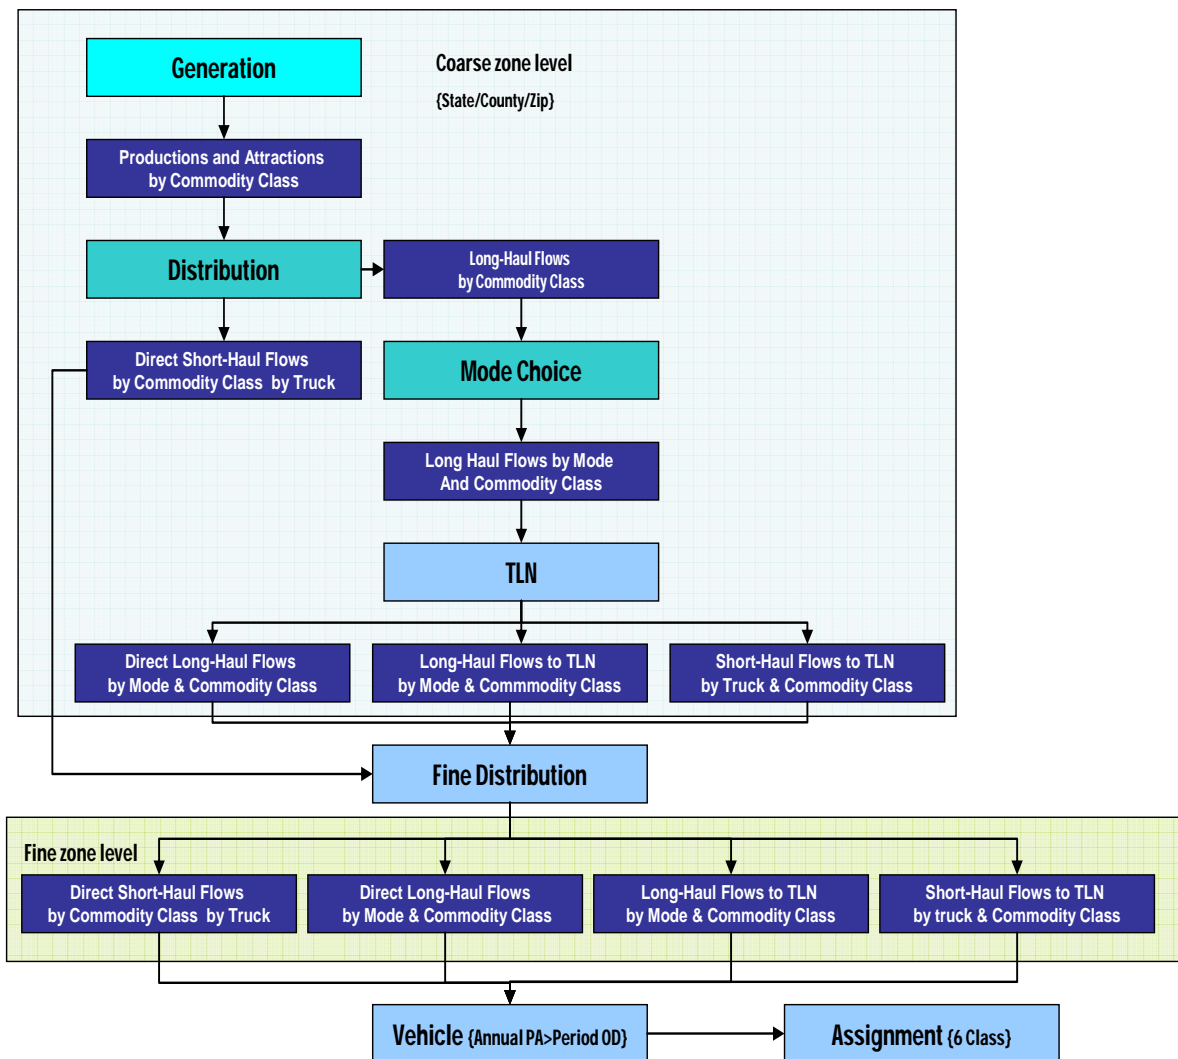 Generation
Coarse zone level
{State/County/Zip}
Productions and Attractions
by Commodity Class
Distribution
Long-Haul Flows
by Commodity Class
Direct Short-Haul Flows
by Commodity Class by Truck
Mode Choice
Long Haul Flows by Mode
And Commodity Class
TLN
Direct Long-Haul Flows
by Mode & Commodity Class
Long-Haul Flows to TLN
by Mode & Commmodity Class
Short-Haul Flows to TLN
by Truck & Commodity Class
Fine Distribution
Fine zone level
Direct Short-Haul Flows
by Commodity Class by Truck
Direct Long-Haul Flows
by Mode & Commodity Class
Long-Haul Flows to TLN
by Mode & Commodity Class
Short-Haul Flows to TLN
by truck & Commodity Class
Vehicle {Annual PA>Period OD}
Assignment {6 Class}